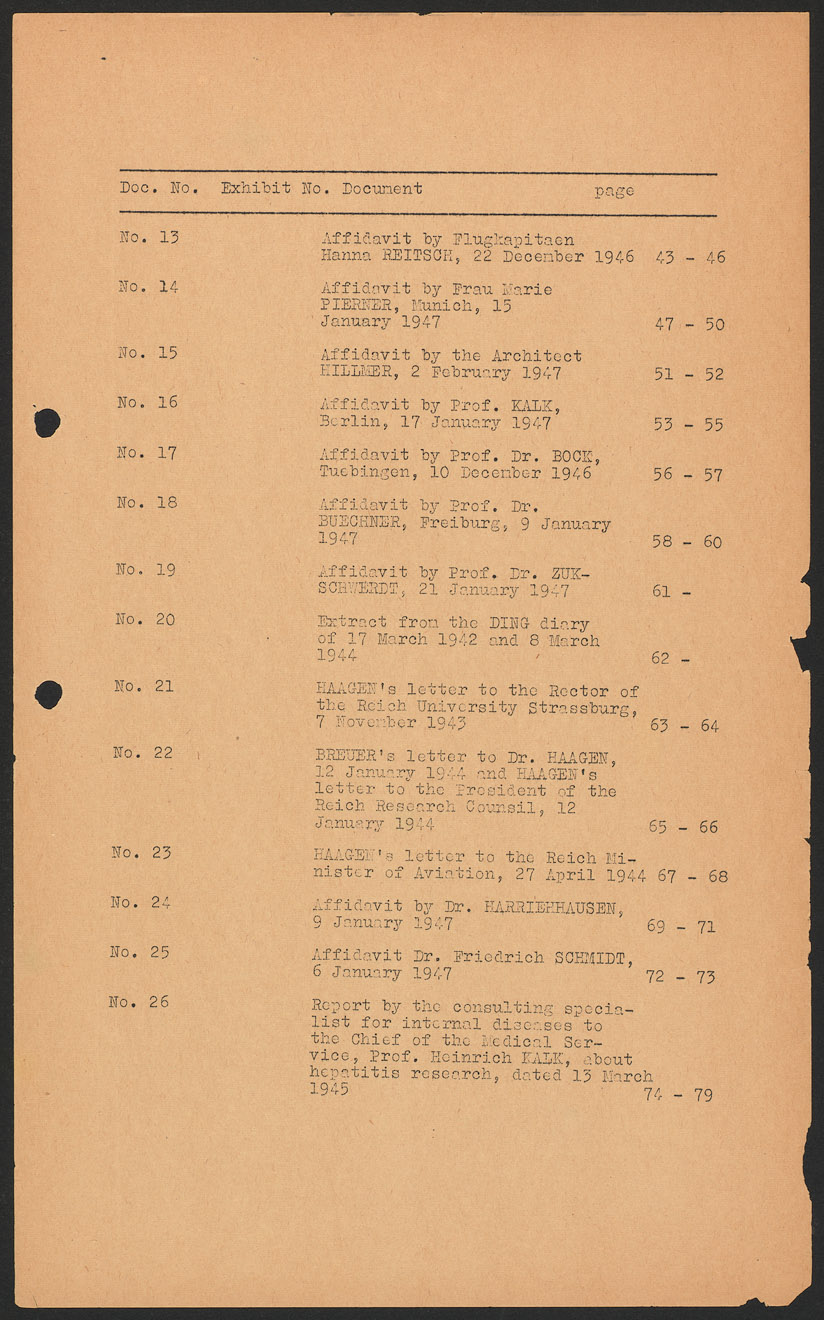 Doc. No. Exhibit No. Document page
No. 13 Affidavit by Flugkapitaen
Hanna REITSCH, 22 December 1946 43 - 46
No. 14 Affidavit by Frau Marie
PIERNER, Munich, 15
January 1947 47 - 50
No. 15 Affidavit by the Architect
HILLMER, 2 February 1947 51 - 52
No. 16 Affidavit by Prof. KALK,
Berlin, 17 January 1947 53 - 55
No. 17 Affidavit by Prof. Dr. BOCK,
Tuebingen, 10 December 1946 56 - 57
No. 18 Affidavit by Prof. Dr.
BUECHNER, Freiburg, 9 January
1947 58 - 60
No. 19 Affidavit by Prof. Dr. ZUK-
SCHWERDT, 21 January 1947 61 -
No. 20 Extract from the DING diary
of 17 March 1942 and 8 March
1944 62 -
No. 21 HAAGEN's letter to the Rector of
the Reich University Strassburg,
7 November 1943 63 - 64
No. 22 BREUER's letter to Dr. HAAGEN,
12 January 1944 and HAAGEN's
letter to the President of the
Reich Research Counsil, 12
January 1944 65 - 66
No. 23 HAAGEN's letter to the Reich Mi-
nister of Aviation, 27 April 1944 67 - 68
No. 24 Affidavit by Dr. HARRIEHHAUSEN,
9 January 1947 69 - 71
No. 25 Affidavit Dr. Friedrich SCHMIDT,
6 January 1947 72 - 73
No. 26 Report by the consulting specia-
list for internal diseases to
the Chief of the Medical Ser-
vice, Prof. Heinrich KALK, about
hepatitis research, dated 13 March
1945 74 - 79